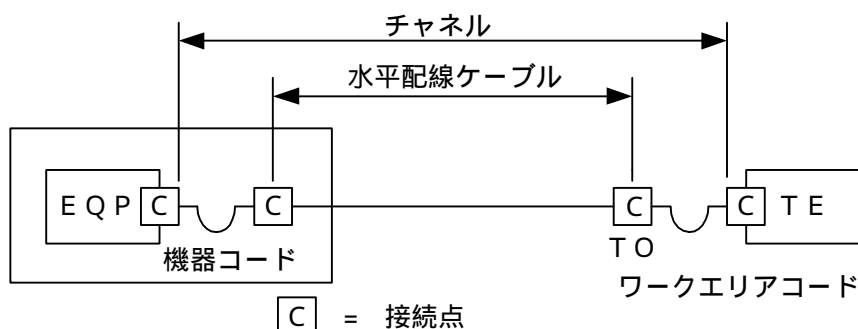 チャネル
水平配線ケーブル
EQP C C C C TE
機器コード
TO
ワークエリアコード
C = 接続点